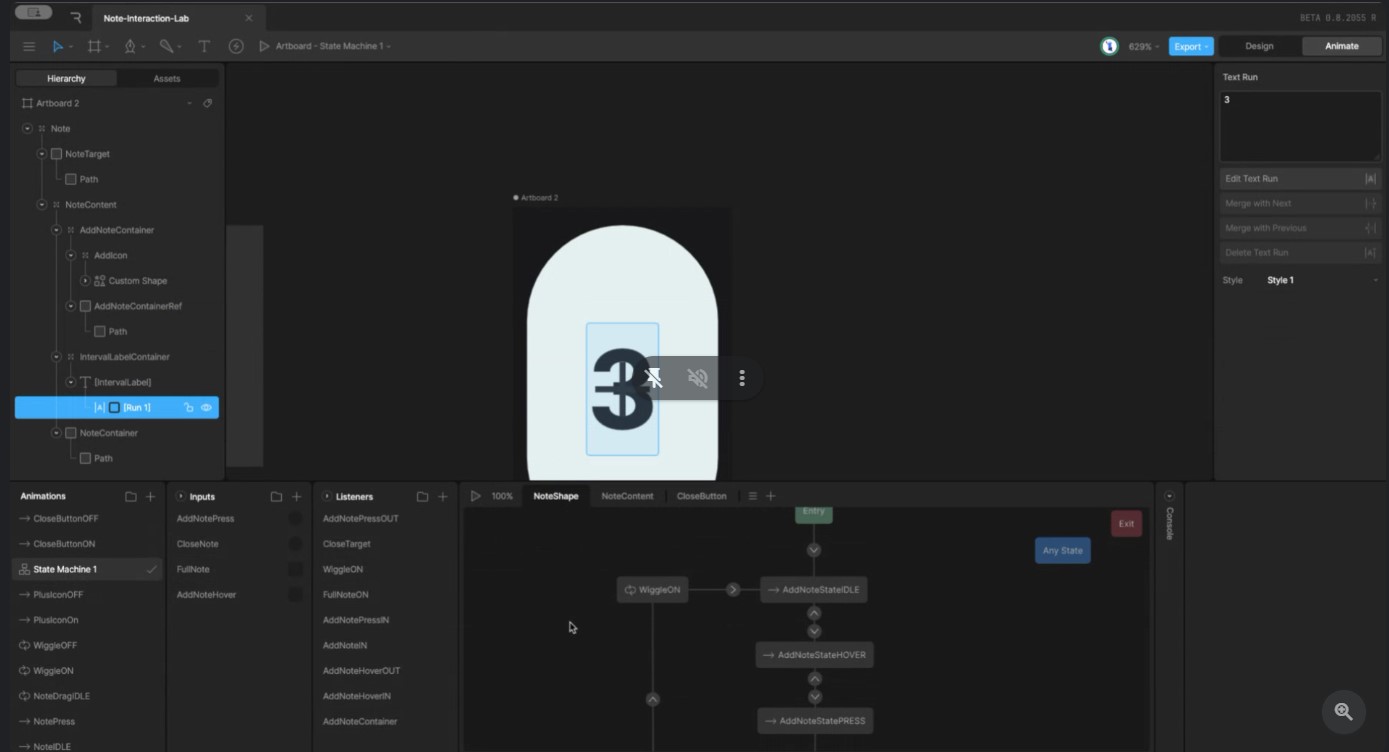 Note-Interaction-Lab
BETA 0.8.2055 R
Artboard - State Machine 1
629%
Export
Design
Animate
Hierarchy
Assets
Artboard 2
Note
NoteTarget
Path
NoteContent
AddNoteContainer
AddIcon
Custom Shape
AddNoteContainerRef
Path
IntervalLabelContainer
[IntervalLabel]
[Run 1]
NoteContainer
Path
Artboard 2
3
Text Run
3
Edit Text Run
Merge with Next
Merge with Previous
Delete Text Run
Style
Style 1
Animations
CloseButtonOFF
CloseButtonON
State Machine 1
PlusIconOFF
PlusIconOn
WiggleOFF
WiggleON
NoteDragIDLE
NotePress
NoteIDLE
Inputs
AddNotePress
CloseNote
FullNote
AddNoteHover
Listeners
AddNotePressOUT
CloseTarget
WiggleON
FullNoteON
AddNotePressIN
AddNoteIN
AddNoteHoverOUT
AddNoteHoverIN
AddNoteContainer
100%
NoteShape
NoteContent
CloseButton
Entry
Exit
Any State
WiggleON
AddNoteStateIDLE
AddNoteStateHOVER
AddNoteStatePRESS
Console